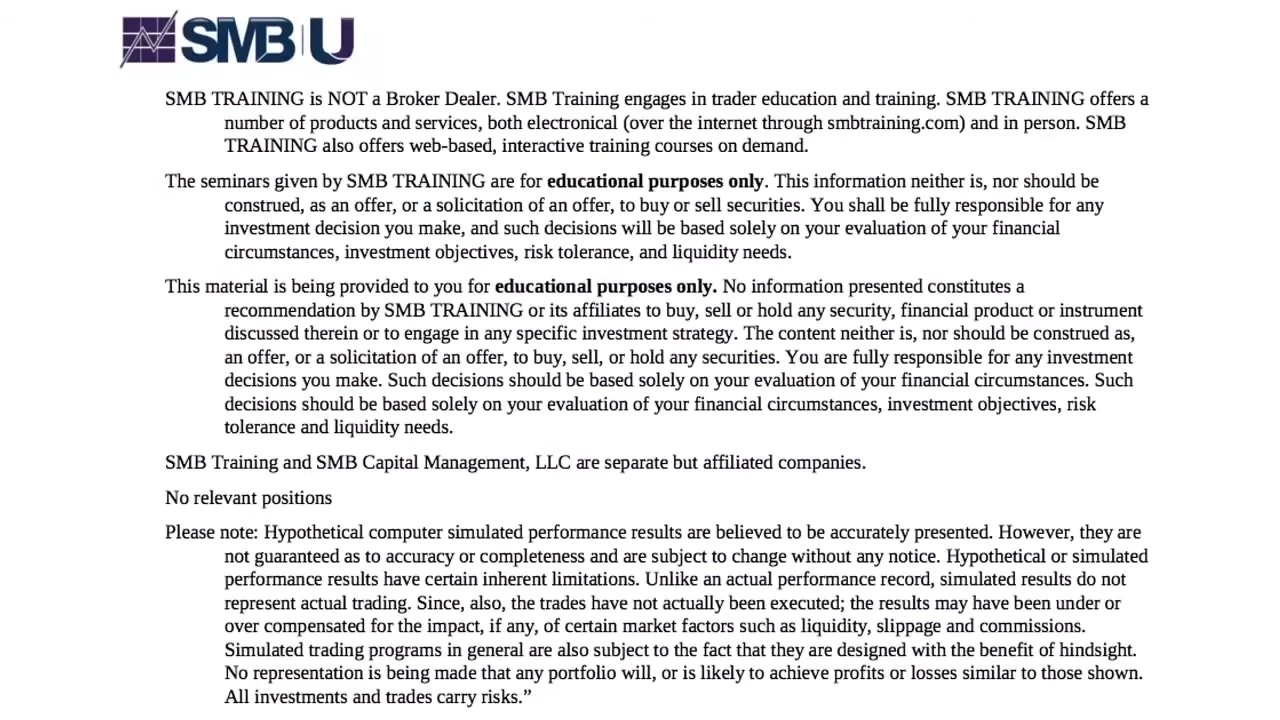 SMB U
SMB TRAINING is NOT a Broker Dealer. SMB Training engages in trader education and training. SMB TRAINING offers a
number of products and services, both electronical (over the internet through smbtraining.com) and in person. SMB
TRAINING also offers web-based, interactive training courses on demand.
The seminars given by SMB TRAINING are for educational purposes only. This information neither is, nor should be
construed, as an offer, or a solicitation of an offer, to buy or sell securities. You shall be fully responsible for any
investment decision you make, and such decisions will be based solely on your evaluation of your financial
circumstances, investment objectives, risk tolerance, and liquidity needs.
This material is being provided to you for educational purposes only. No information presented constitutes a
recommendation by SMB TRAINING or its affiliates to buy, sell or hold any security, financial product or instrument
discussed therein or to engage in any specific investment strategy. The content neither is, nor should be construed as,
an offer, or a solicitation of an offer, to buy, sell, or hold any securities. You are fully responsible for any investment
decisions you make. Such decisions should be based solely on your evaluation of your financial circumstances. Such
decisions should be based solely on your evaluation of your financial circumstances, investment objectives, risk
tolerance and liquidity needs.
SMB Training and SMB Capital Management, LLC are separate but affiliated companies.
No relevant positions
Please note: Hypothetical computer simulated performance results are believed to be accurately presented. However, they are
not guaranteed as to accuracy or completeness and are subject to change without any notice. Hypothetical or simulated
performance results have certain inherent limitations. Unlike an actual performance record, simulated results do not
represent actual trading. Since, also, the trades have not actually been executed; the results may have been under or
over compensated for the impact, if any, of certain market factors such as liquidity, slippage and commissions.
Simulated trading programs in general are also subject to the fact that they are designed with the benefit of hindsight.
No representation is being made that any portfolio will, or is likely to achieve profits or losses similar to those shown.
All investments and trades carry risks.”